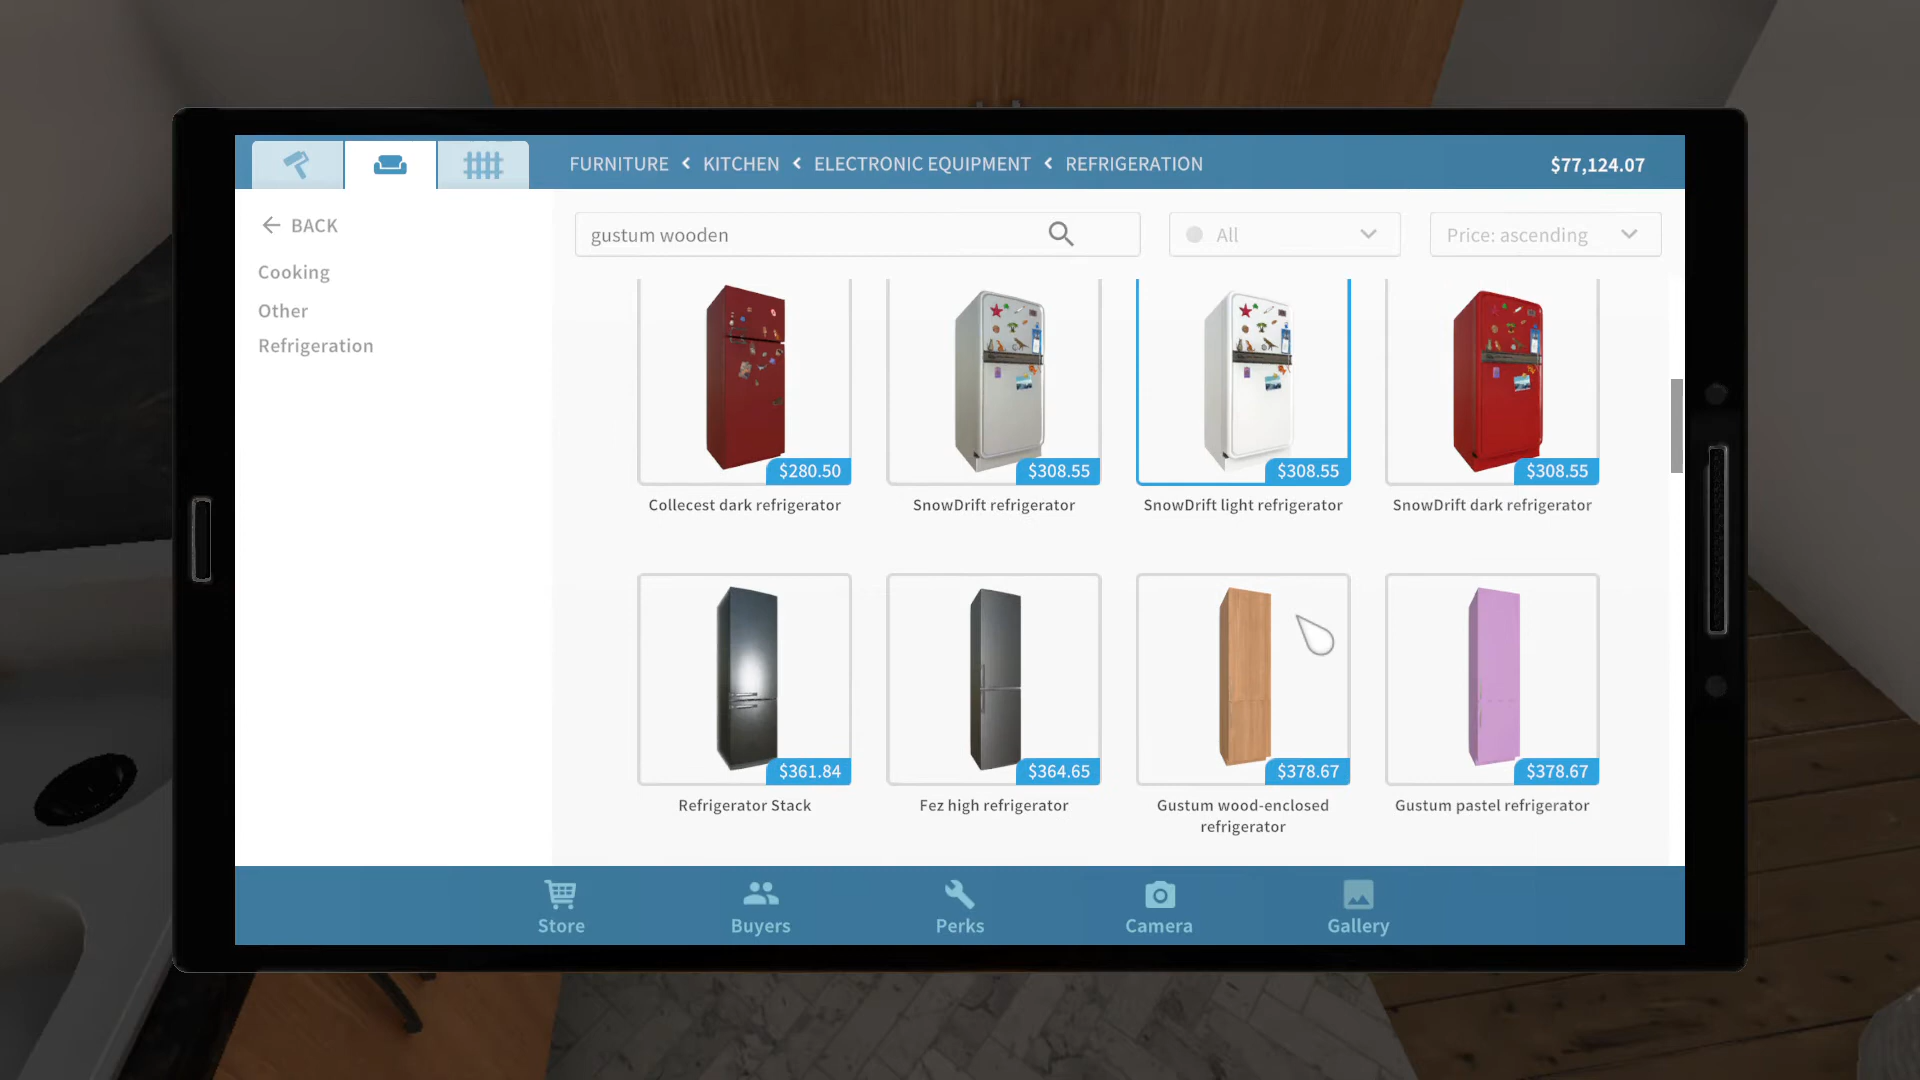 FURNITURE < KITCHEN < ELECTRONIC EQUIPMENT < REFRIGERATION
$77,124.07
BACK
Cooking
Other
Refrigeration
gustum wooden
All
Price: ascending
$280.50
$308.55
$308.55
$308.55
Collecest dark refrigerator
SnowDrift refrigerator
SnowDrift light refrigerator
SnowDrift dark refrigerator
$361.84
$364.65
$378.67
$378.67
Refrigerator Stack
Fez high refrigerator
Gustum wood-enclosed
refrigerator
Gustum pastel refrigerator
Store
Buyers
Perks
Camera
Gallery